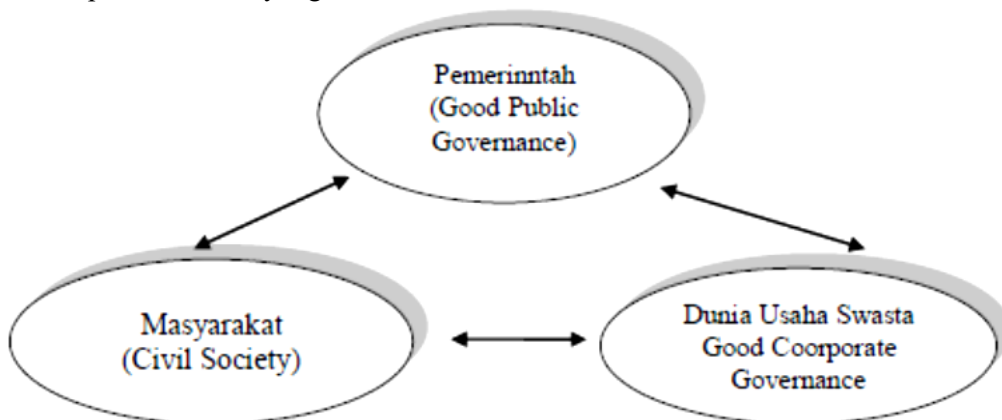 Pemerinntah
(Good Public
Governance)
Masyarakat
(Civil Society)
Dunia Usaha Swasta
Good Coorporate
Governance